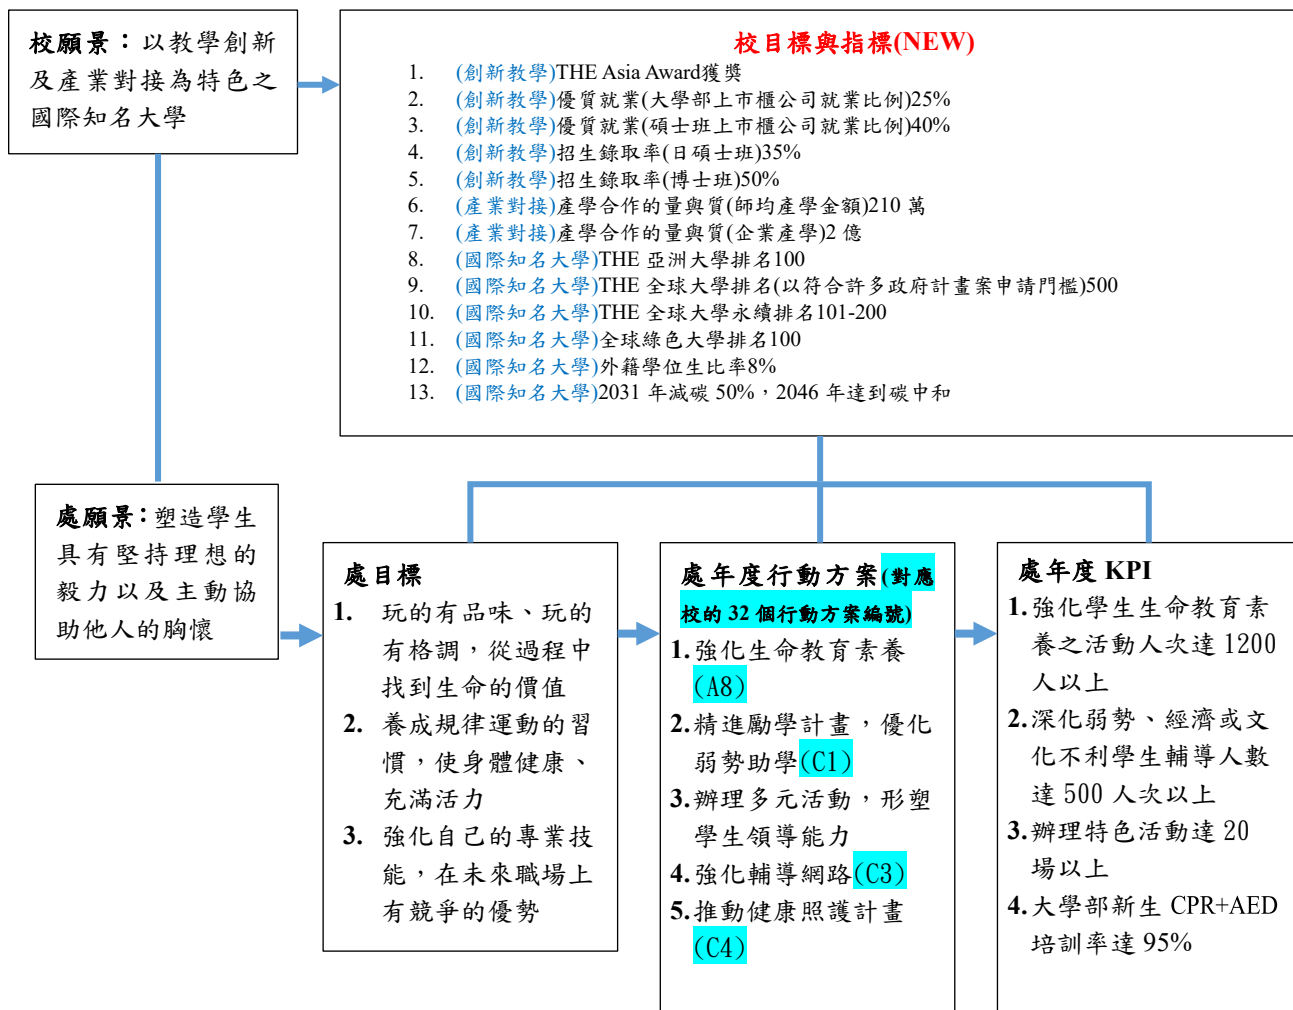 校願景：以教學創新
及產業對接為特色之
國際知名大學
校目標與指標(NEW)
1. (創新教學)THE Asia Award獲獎
2. (創新教學)優質就業(大學部上市櫃公司就業比例)25%
3. (創新教學)優質就業(碩士班上市櫃公司就業比例)40%
4. (創新教學)招生錄取率(日碩士班)35%
5. (創新教學)招生錄取率(博士班)50%
6. (產業對接)產學合作的量與質(師均產學金額)210 萬
7. (產業對接)產學合作的量與質(企業產學)2 億
8. (國際知名大學)THE 亞洲大學排名100
9. (國際知名大學)THE 全球大學排名(以符合許多政府計畫案申請門檻)500
10. (國際知名大學)THE 全球大學永續排名101-200
11. (國際知名大學)全球綠色大學排名100
12. (國際知名大學)外籍學位生比率8%
13. (國際知名大學)2031 年減碳 50%，2046 年達到碳中和
處願景：塑造學生
具有堅持理想的
毅力以及主動協
助他人的胸懷
處目標
1. 玩的有品味、玩的
有格調，從過程中
找到生命的價值
2. 養成規律運動的習
慣，使身體健康、
充滿活力
3. 強化自己的專業技
能，在未來職場上
有競爭的優勢
處年度行動方案(對應
校的 32 個行動方案編號)
1.強化生命教育素養
(A8)
2.精進勵學計畫，優化
弱勢助學(C1)
3.辦理多元活動，形塑
學生領導能力
4.強化輔導網路(C3)
5.推動健康照護計畫
(C4)
處年度 KPI
1.強化學生生命教育素
養之活動人次達 1200
人以上
2.深化弱勢、經濟或文
化不利學生輔導人數
達 500 人次以上
3.辦理特色活動達 20
場以上
4.大學部新生 CPR+AED
培訓率達 95%